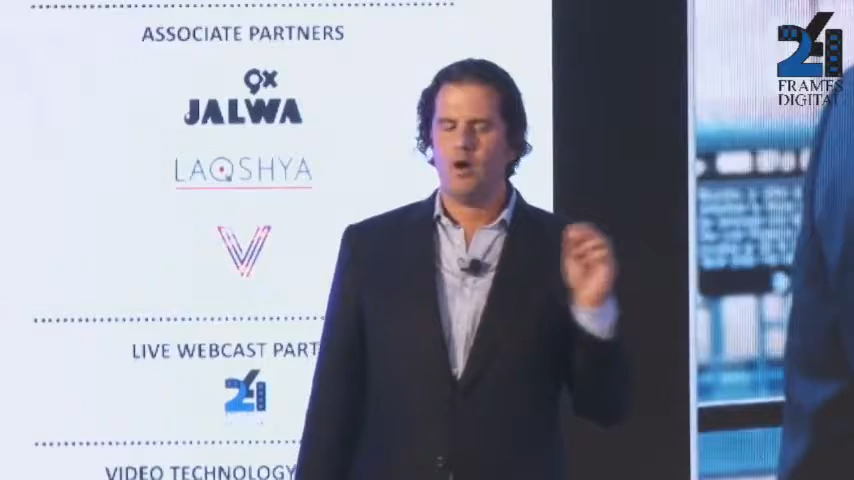 ASSOCIATE PARTNERS
9X
JALWA
LAQSHYA
V
LIVE WEBCAST PART
24
VIDEO TECHNOLOGY
24
FRAMES
DIGITAL